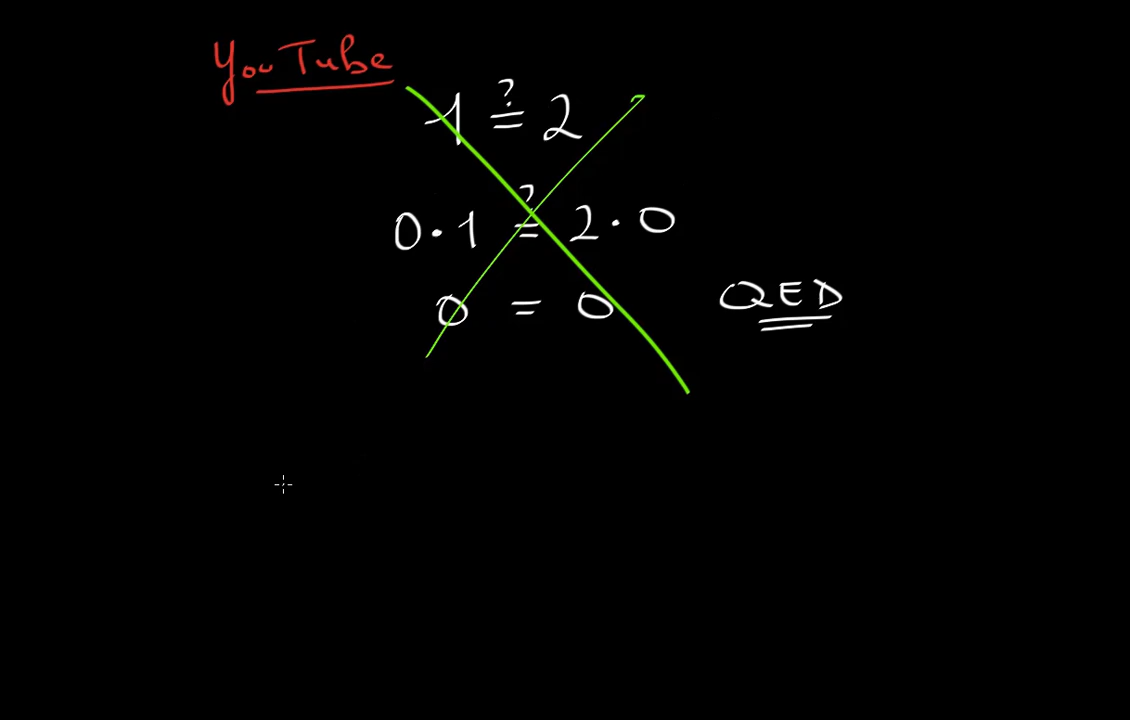 YouTube
1 ?= 2
0 · 1 ?= 2 · 0
0 = 0
QED